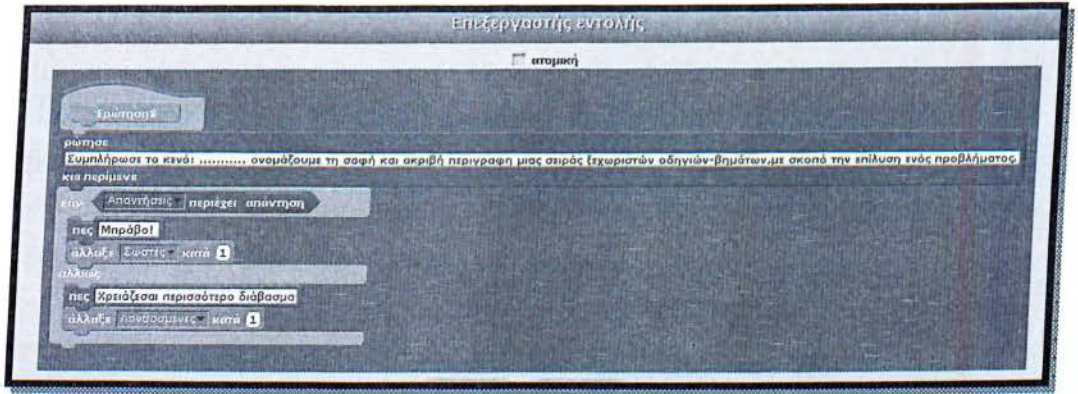 Επεξεργαστής εντολής
ατομική
Ερώτηση
ρώτησε
Συμπλήρωσε το κενό: ........... ονομάζουμε τη σαφή και ακριβή περιγραφη μιας σειράς ξεχωριστών οδηγιών-βημάτων,με σκοπό την επίλυση ενός προβλήματος.
και περίμενε
εάν Απαντήσεις περιέχει απάντηση
πες Μπράβο!
άλλαξε Σωστές κατά 1
αλλιώς
πες Χρειάζεσαι περισσότερο διάβασμα
άλλαξε Λανθασμένες κατά 1